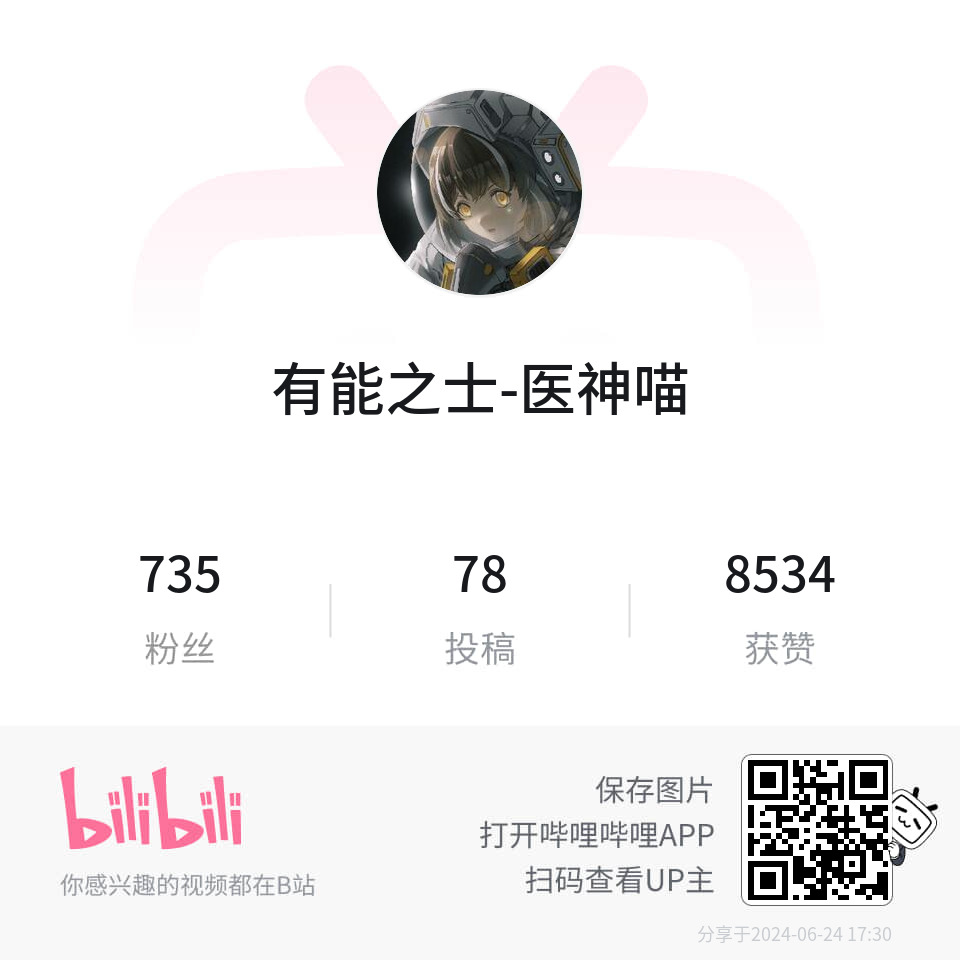 有能之士-医神喵
735
78
8534
粉丝
投稿
获赞
bilibili
你感兴趣的视频都在B站
保存图片
打开哔哩哔哩APP
扫码查看UP主
分享于2024-06-24 17:30